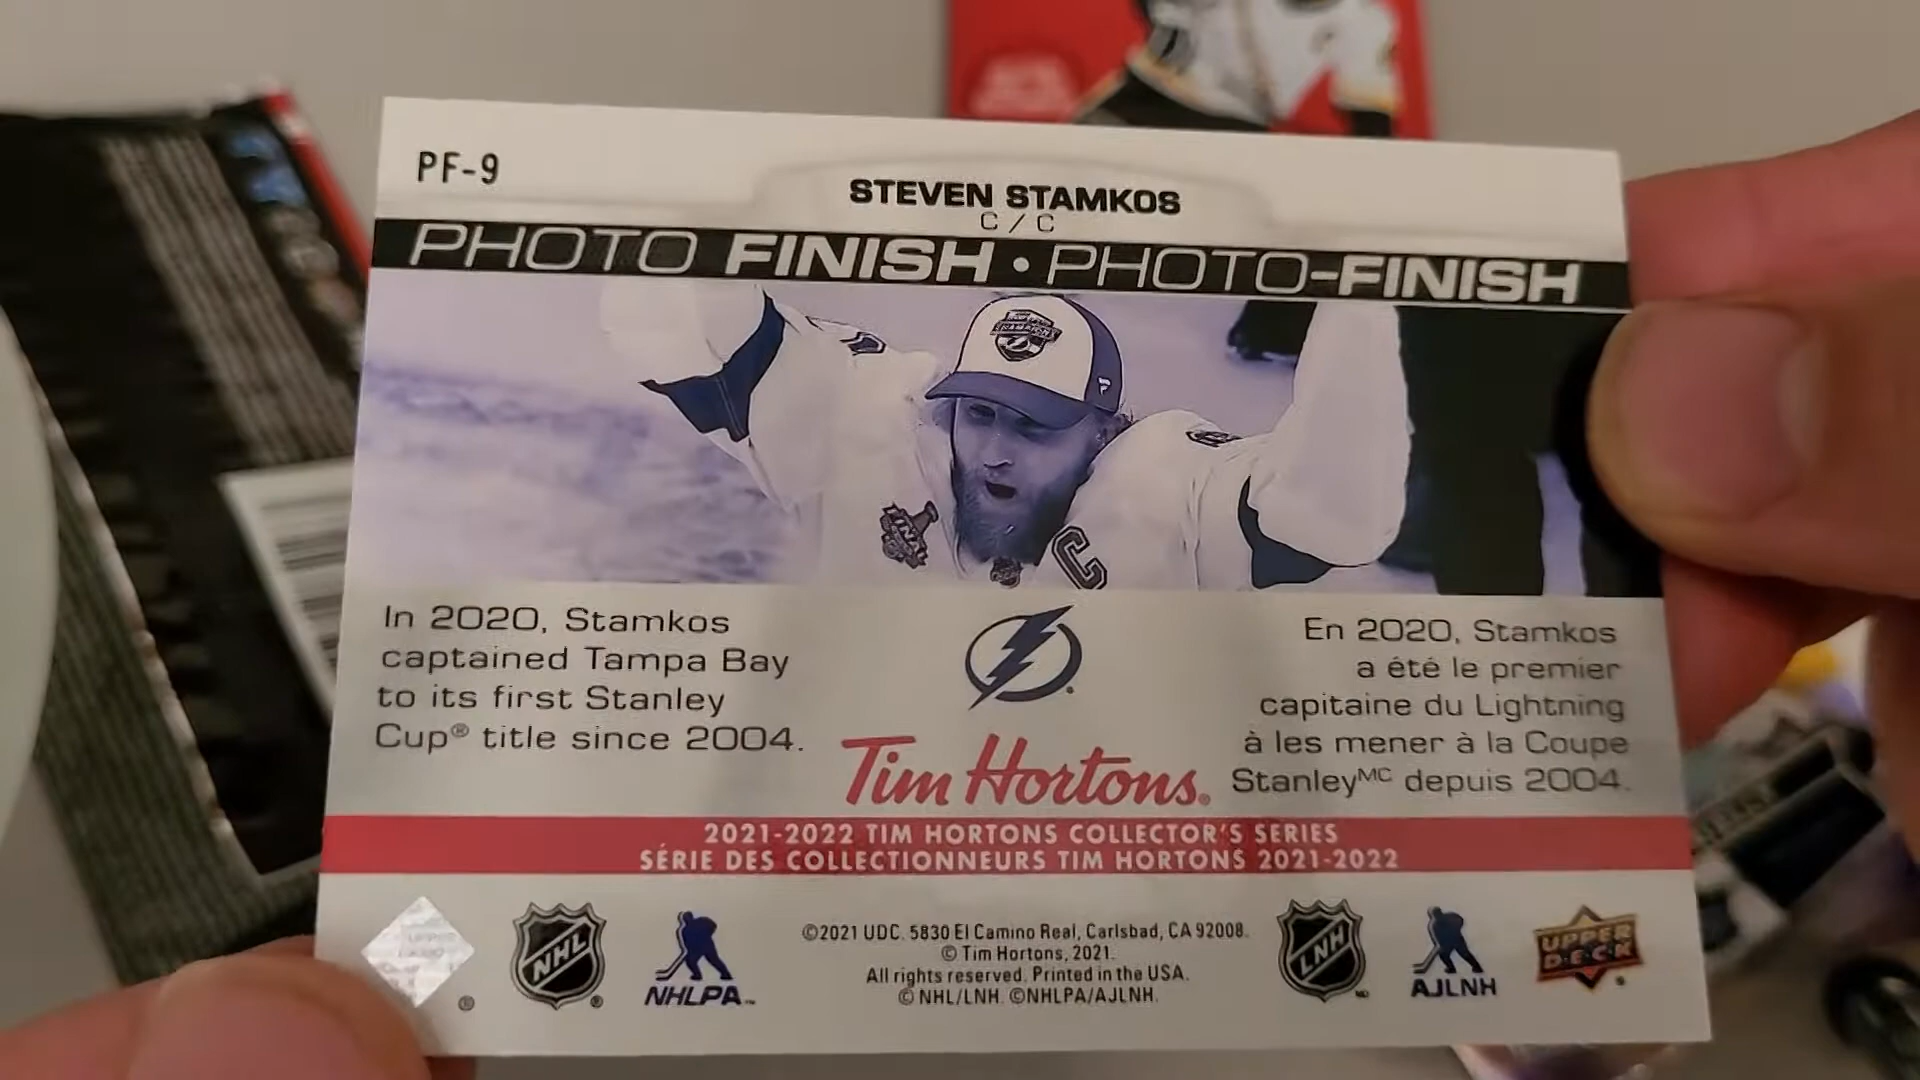 PF-9
STEVEN STAMKOS
C / C
PHOTO FINISH • PHOTO-FINISH
CHAMPIONS
FINAL
C
In 2020, Stamkos
captained Tampa Bay
to its first Stanley
Cup® title since 2004.
En 2020, Stamkos
a été le premier
capitaine du Lightning
à les mener à la Coupe
Stanleyᴹᶜ depuis 2004.
Tim Hortons®
2021-2022 TIM HORTONS COLLECTOR'S SERIES
SÉRIE DES COLLECTIONNEURS TIM HORTONS 2021-2022
NHL®
NHLPA™
©2021 UDC. 5830 El Camino Real, Carlsbad, CA 92008.
© Tim Hortons, 2021.
All rights reserved. Printed in the USA.
© NHL/LNH. ©NHLPA/AJLNH.
LNH
AJLNH
UPPER
DECK